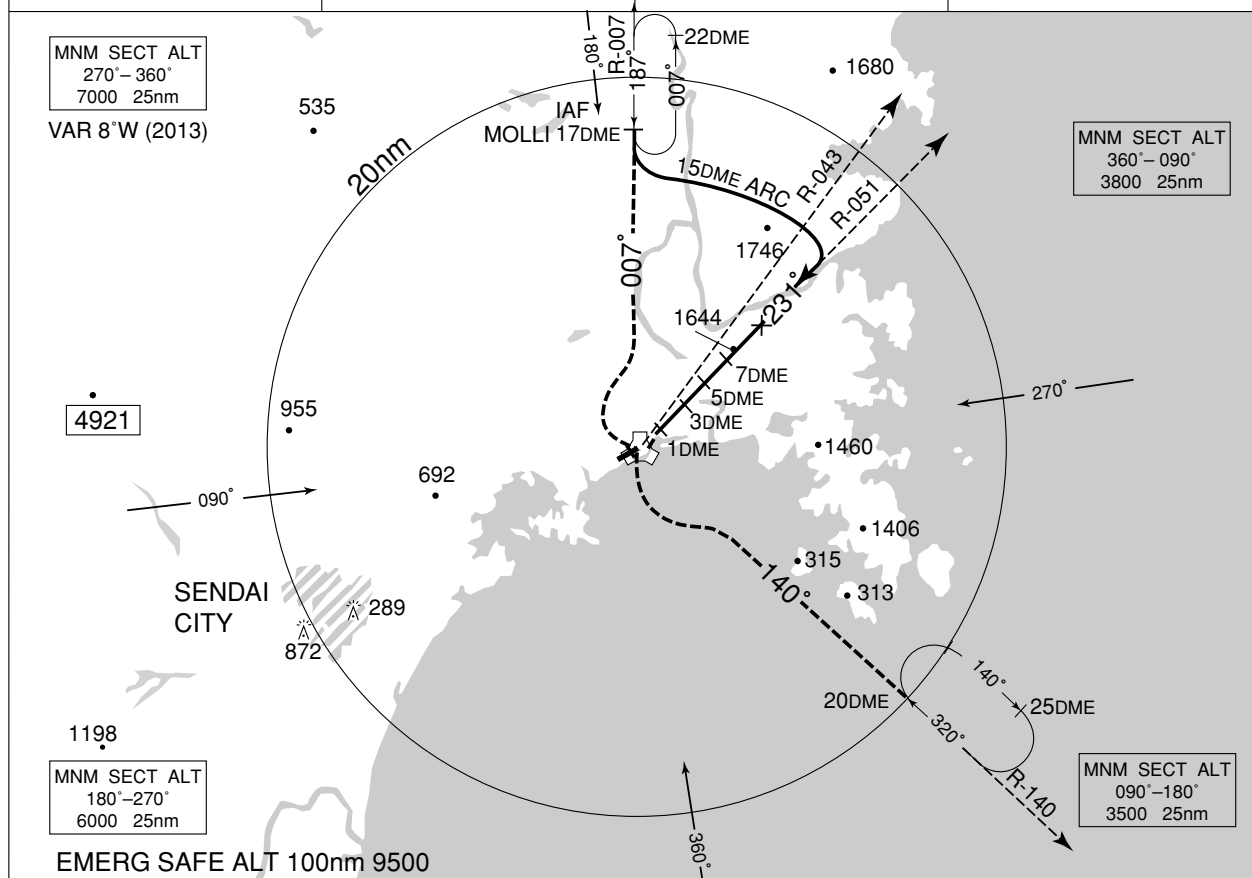 MNM SECT ALT
270°–360°
7000 25nm
VAR 8°W (2013)
535
20nm
180°
R-007
187°
007°
22DME
IAF
MOLLI 17DME
15DME ARC
1680
R-043
R-051
MNM SECT ALT
360°–090°
3800 25nm
1746
007°
231°
1644
7DME
5DME
3DME
1DME
270°
4921
955
692
090°
1460
1406
315
313
140°
SENDAI
CITY
289
872
20DME
140°
25DME
320°
R-140
1198
MNM SECT ALT
180°–270°
6000 25nm
MNM SECT ALT
090°–180°
3500 25nm
360°
EMERG SAFE ALT 100nm 9500